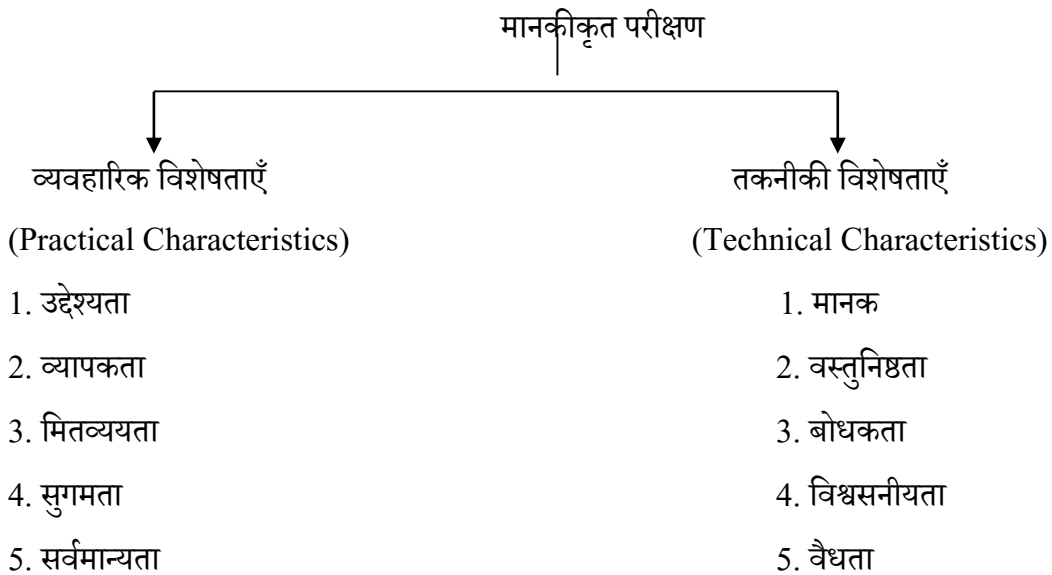 मानकीकृत परीक्षण
व्यवहारिक विशेषताएँ
(Practical Characteristics)
1. उद्देश्यता
2. व्यापकता
3. मितव्ययता
4. सुगमता
5. सर्वमान्यता
तकनीकी विशेषताएँ
(Technical Characteristics)
1. मानक
2. वस्तुनिष्ठता
3. बोधकता
4. विश्वसनीयता
5. वैधता